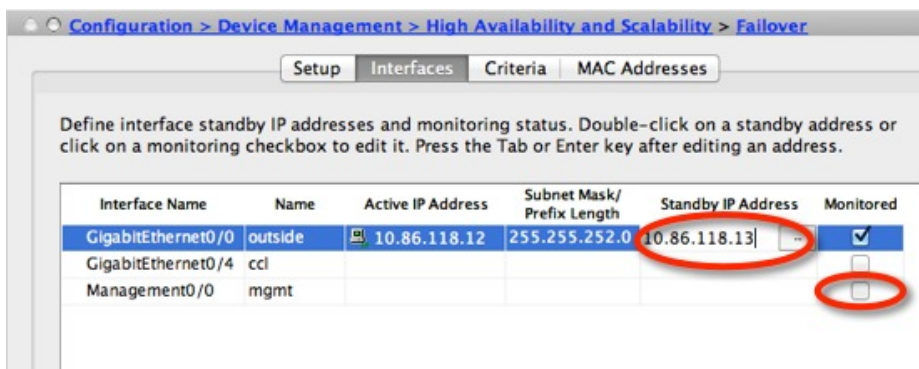 Configuration > Device Management > High Availability and Scalability > Failover
Setup Interfaces Criteria MAC Addresses
Define interface standby IP addresses and monitoring status. Double-click on a standby address or
click on a monitoring checkbox to edit it. Press the Tab or Enter key after editing an address.
Interface Name Name Active IP Address Subnet Mask/ Prefix Length Standby IP Address Monitored
GigabitEthernet0/0 outside 10.86.118.12 255.255.252.0 10.86.118.13 ...
GigabitEthernet0/4 ccl
Management0/0 mgmt